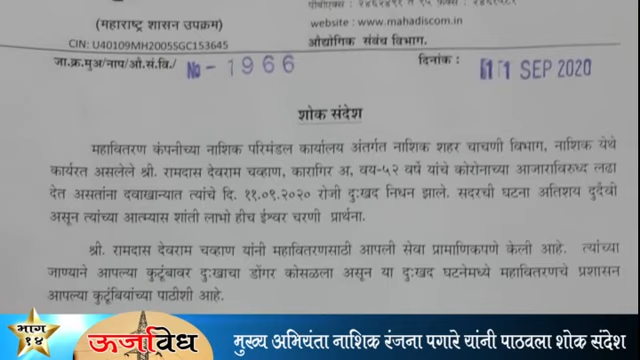 (महाराष्ट्र शासन उपक्रम)
CIN: U40109MH2005SGC153645
website : www.mahadiscom.in
औद्योगिक संबंध विभाग.
जा.क्र.मुअ/नाप/औ.सं.वि./ No - 1966 दिनांक : 11 SEP 2020
शोक संदेश
महावितरण कंपनीच्या नाशिक परिमंडल कार्यालय अंतर्गत नाशिक शहर चाचणी विभाग, नाशिक येथे
कार्यरत असलेले श्री. रामदास देवराम चव्हाण, कारागिर अ, वय-५२ वर्षे यांचे कोरोनाच्या आजाराविरुध्द लढा
देत असतांना दवाखान्यात त्यांचे दि. ११.०९.२०२० रोजी दुःखद निधन झाले. सदरची घटना अतिशय दुर्दैवी
असून त्यांच्या आत्म्यास शांती लाभो हीच ईश्वर चरणी प्रार्थना.
श्री. रामदास देवराम चव्हाण यांनी महावितरणसाठी आपली सेवा प्रामाणिकपणे केली आहे. त्यांच्या
जाण्याने आपल्या कुटूंबावर दुःखाचा डोंगर कोसळला असून या दुःखद घटनेमध्ये महावितरणचे प्रशासन
आपल्या कुटूंबियांच्या पाठीशी आहे.
भाग १४
ऊर्जावेध
मुख्य अभियंता नाशिक रंजना पगारे यांनी पाठवला शोक संदेश